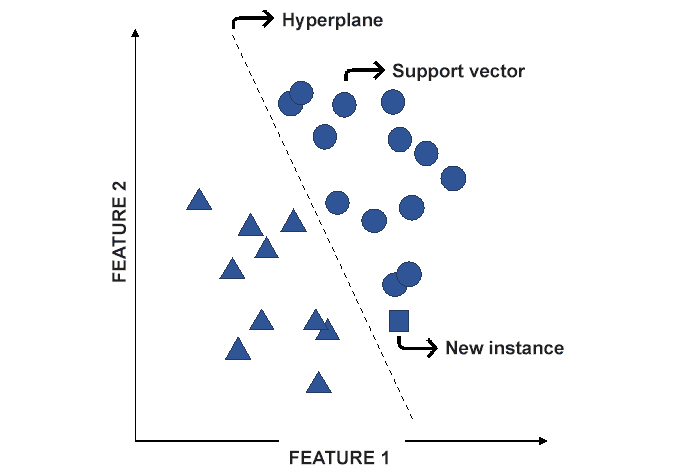 Hyperplane
Support vector
FEATURE 2
New instance
FEATURE 1